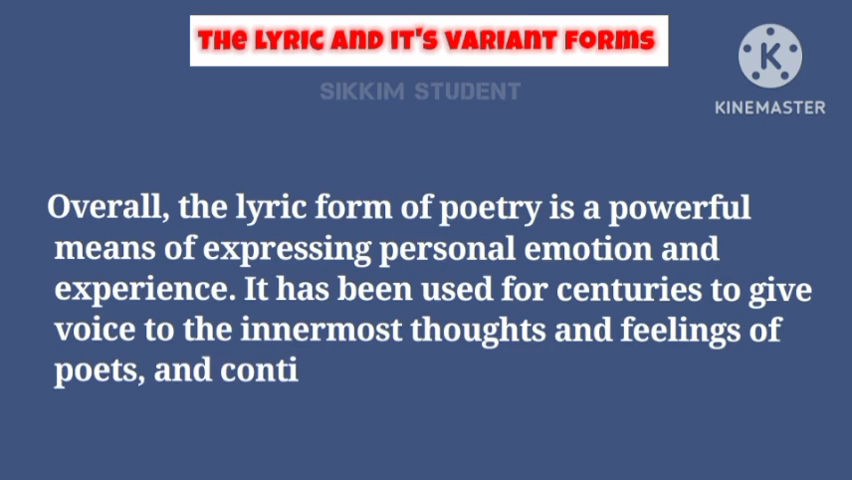 THE LYRIC AND IT'S VARIANT FORMS
SIKKIM STUDENT
KINEMASTER
Overall, the lyric form of poetry is a powerful
means of expressing personal emotion and
experience. It has been used for centuries to give
voice to the innermost thoughts and feelings of
poets, and conti